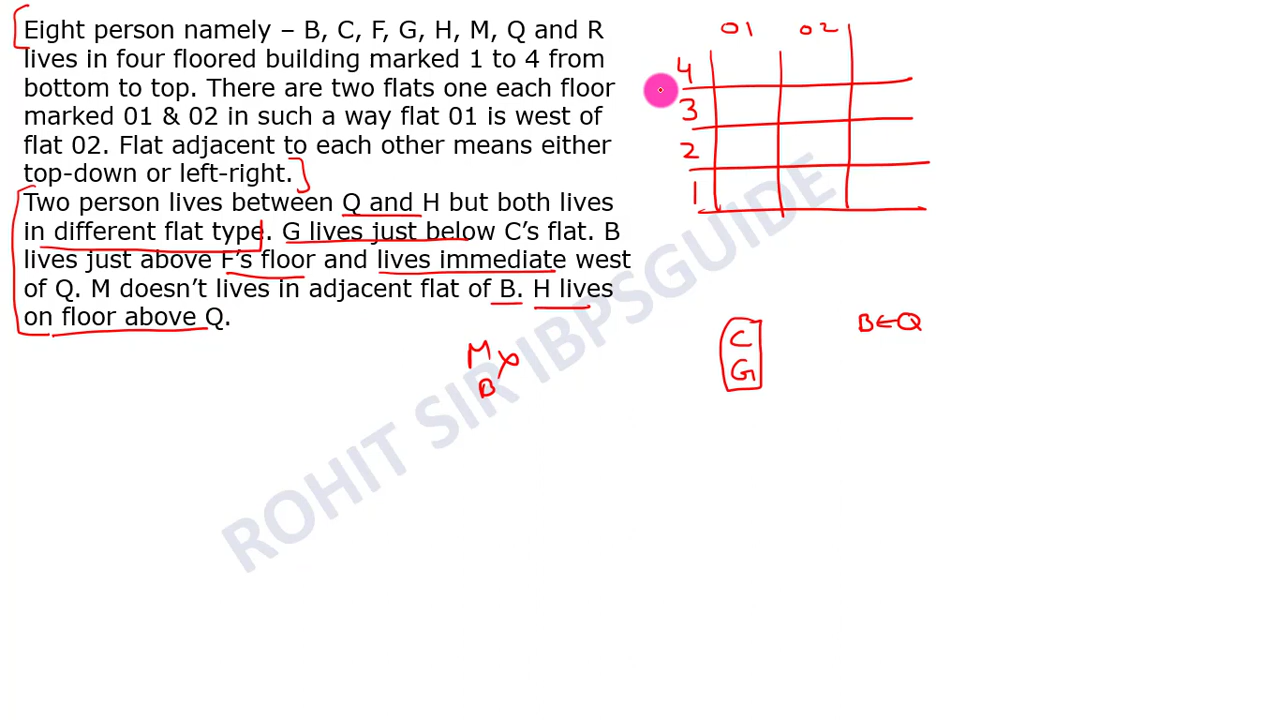 Eight person namely – B, C, F, G, H, M, Q and R
lives in four floored building marked 1 to 4 from
bottom to top. There are two flats one each floor
marked 01 & 02 in such a way flat 01 is west of
flat 02. Flat adjacent to each other means either
top-down or left-right.
Two person lives between Q and H but both lives
in different flat type. G lives just below C’s flat. B
lives just above F’s floor and lives immediate west
of Q. M doesn’t lives in adjacent flat of B. H lives
on floor above Q.
01 02
4
3
2
1
M
B
C
G
B←Q
ROHIT SIR IBPSGUIDE